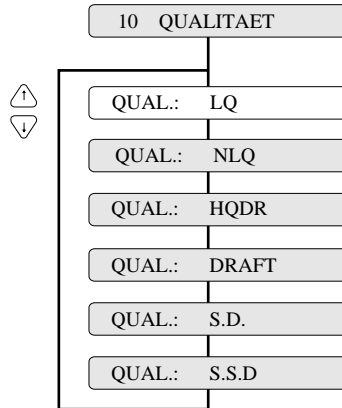 10 QUALITAET
QUAL.: LQ
QUAL.: NLQ
QUAL.: HQDR
QUAL.: DRAFT
QUAL.: S.D.
QUAL.: S.S.D